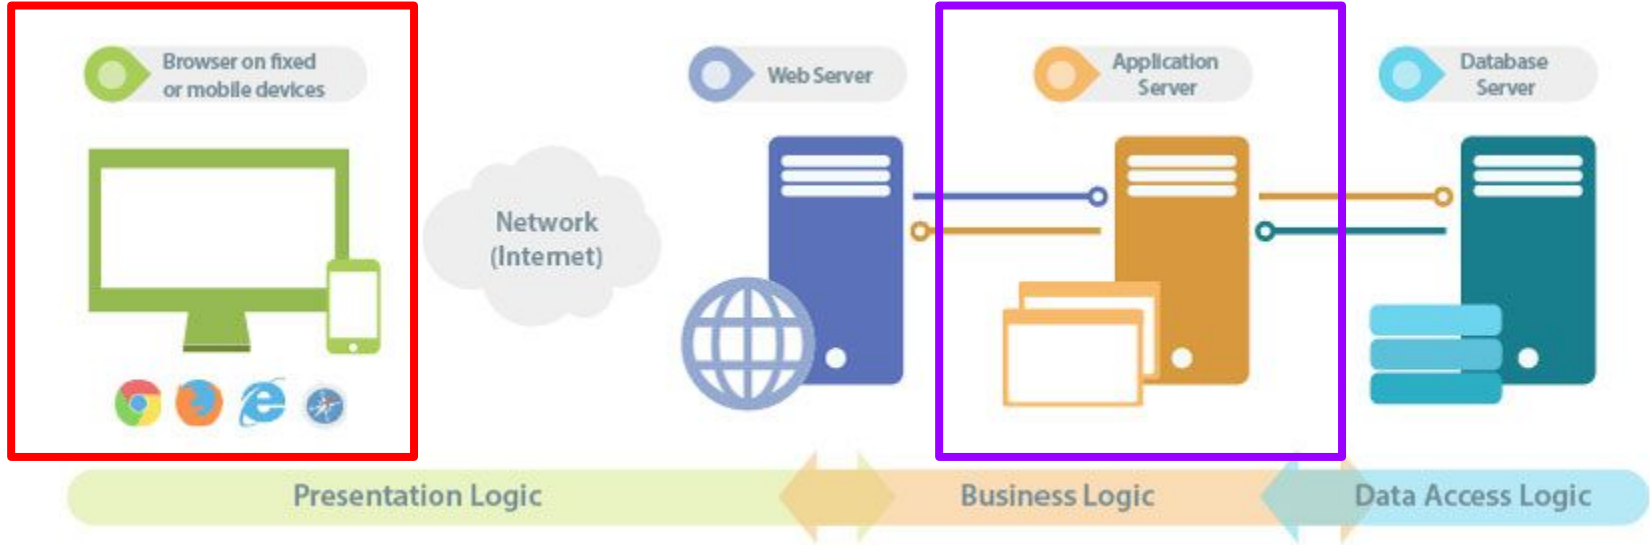 Browser on fixed
or mobile devices
Web Server
Application
Server
Database
Server
Network
(Internet)
Presentation Logic
Business Logic
Data Access Logic